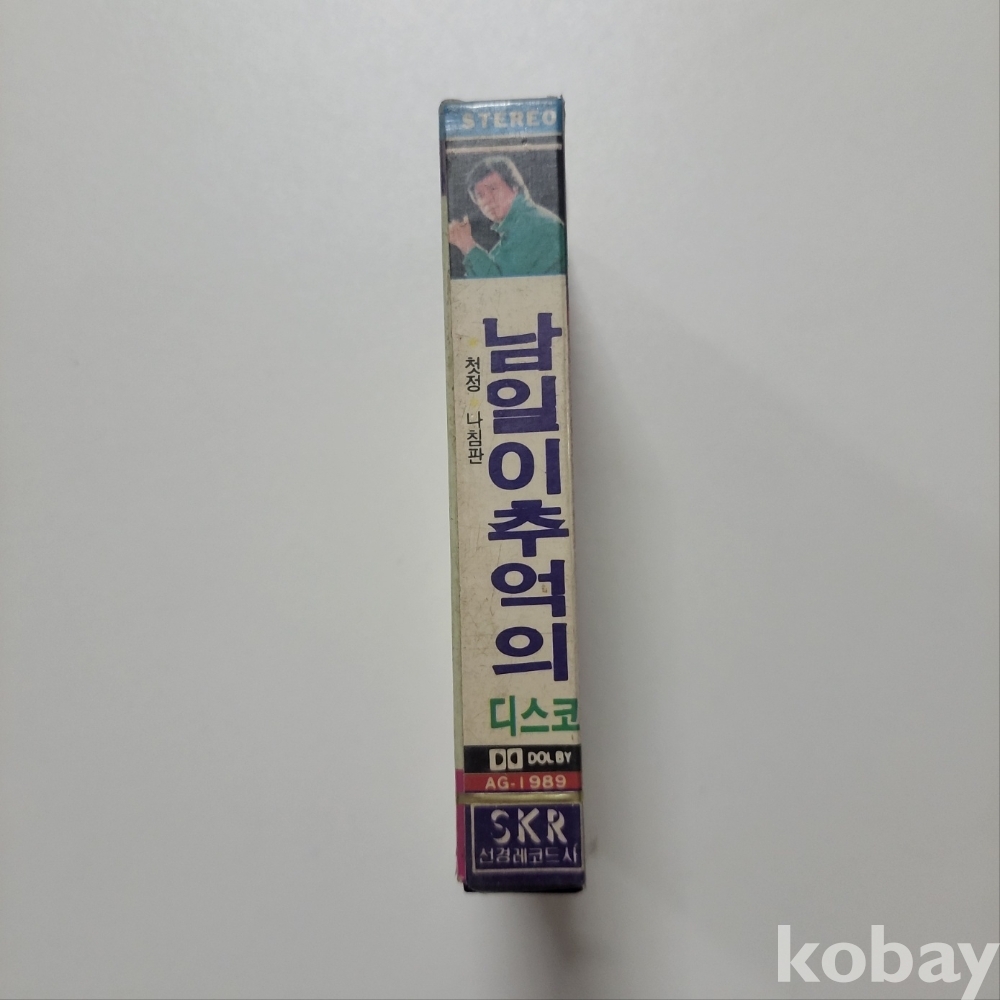 STEREO
남일이추억의
첫정 나침판
디스코
DOLBY
AG-1989
SKR
선경레코드사
kobay